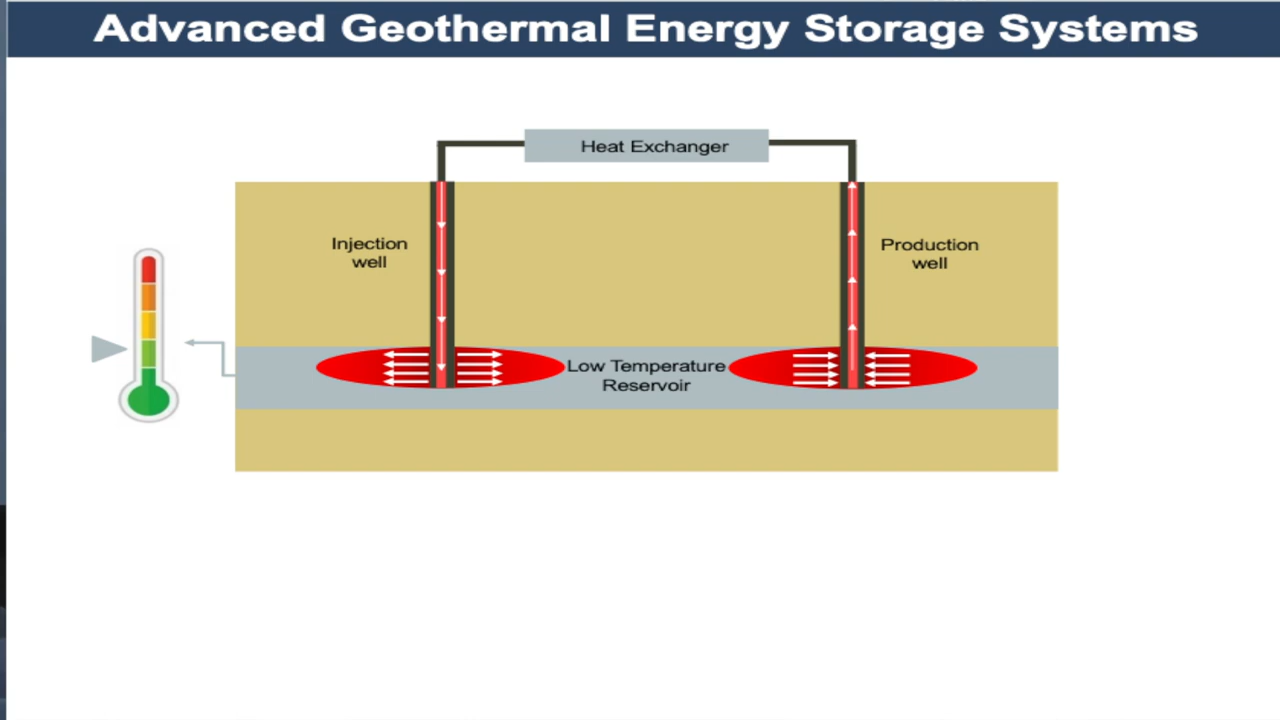 Advanced Geothermal Energy Storage Systems
Heat Exchanger
Injection
well
Production
well
Low Temperature
Reservoir